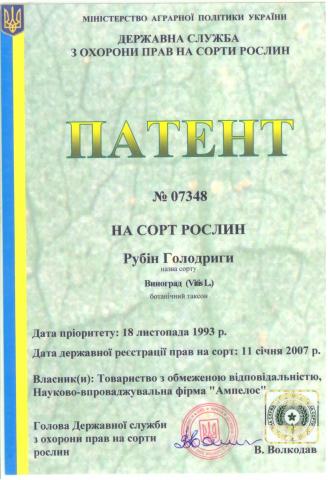 МІНІСТЕРСТВО АГРАРНОЇ ПОЛІТИКИ УКРАЇНИ
ДЕРЖАВНА СЛУЖБА
З ОХОРОНИ ПРАВ НА СОРТИ РОСЛИН
ПАТЕНТ
№ 07348
НА СОРТ РОСЛИН
Рубін Голодриги
назва сорту
Виноград (Vitis L.)
ботанічний таксон
Дата пріоритету: 18 листопада 1993 р.
Дата державної реєстрації прав на сорт: 11 січня 2007 р.
Власник(и): Товариство з обмеженою відповідальністю,
Науково-впроваджувальна фірма "Ампелос"
Голова Державної служби
з охорони прав на сорти
рослин
В. Волкодав